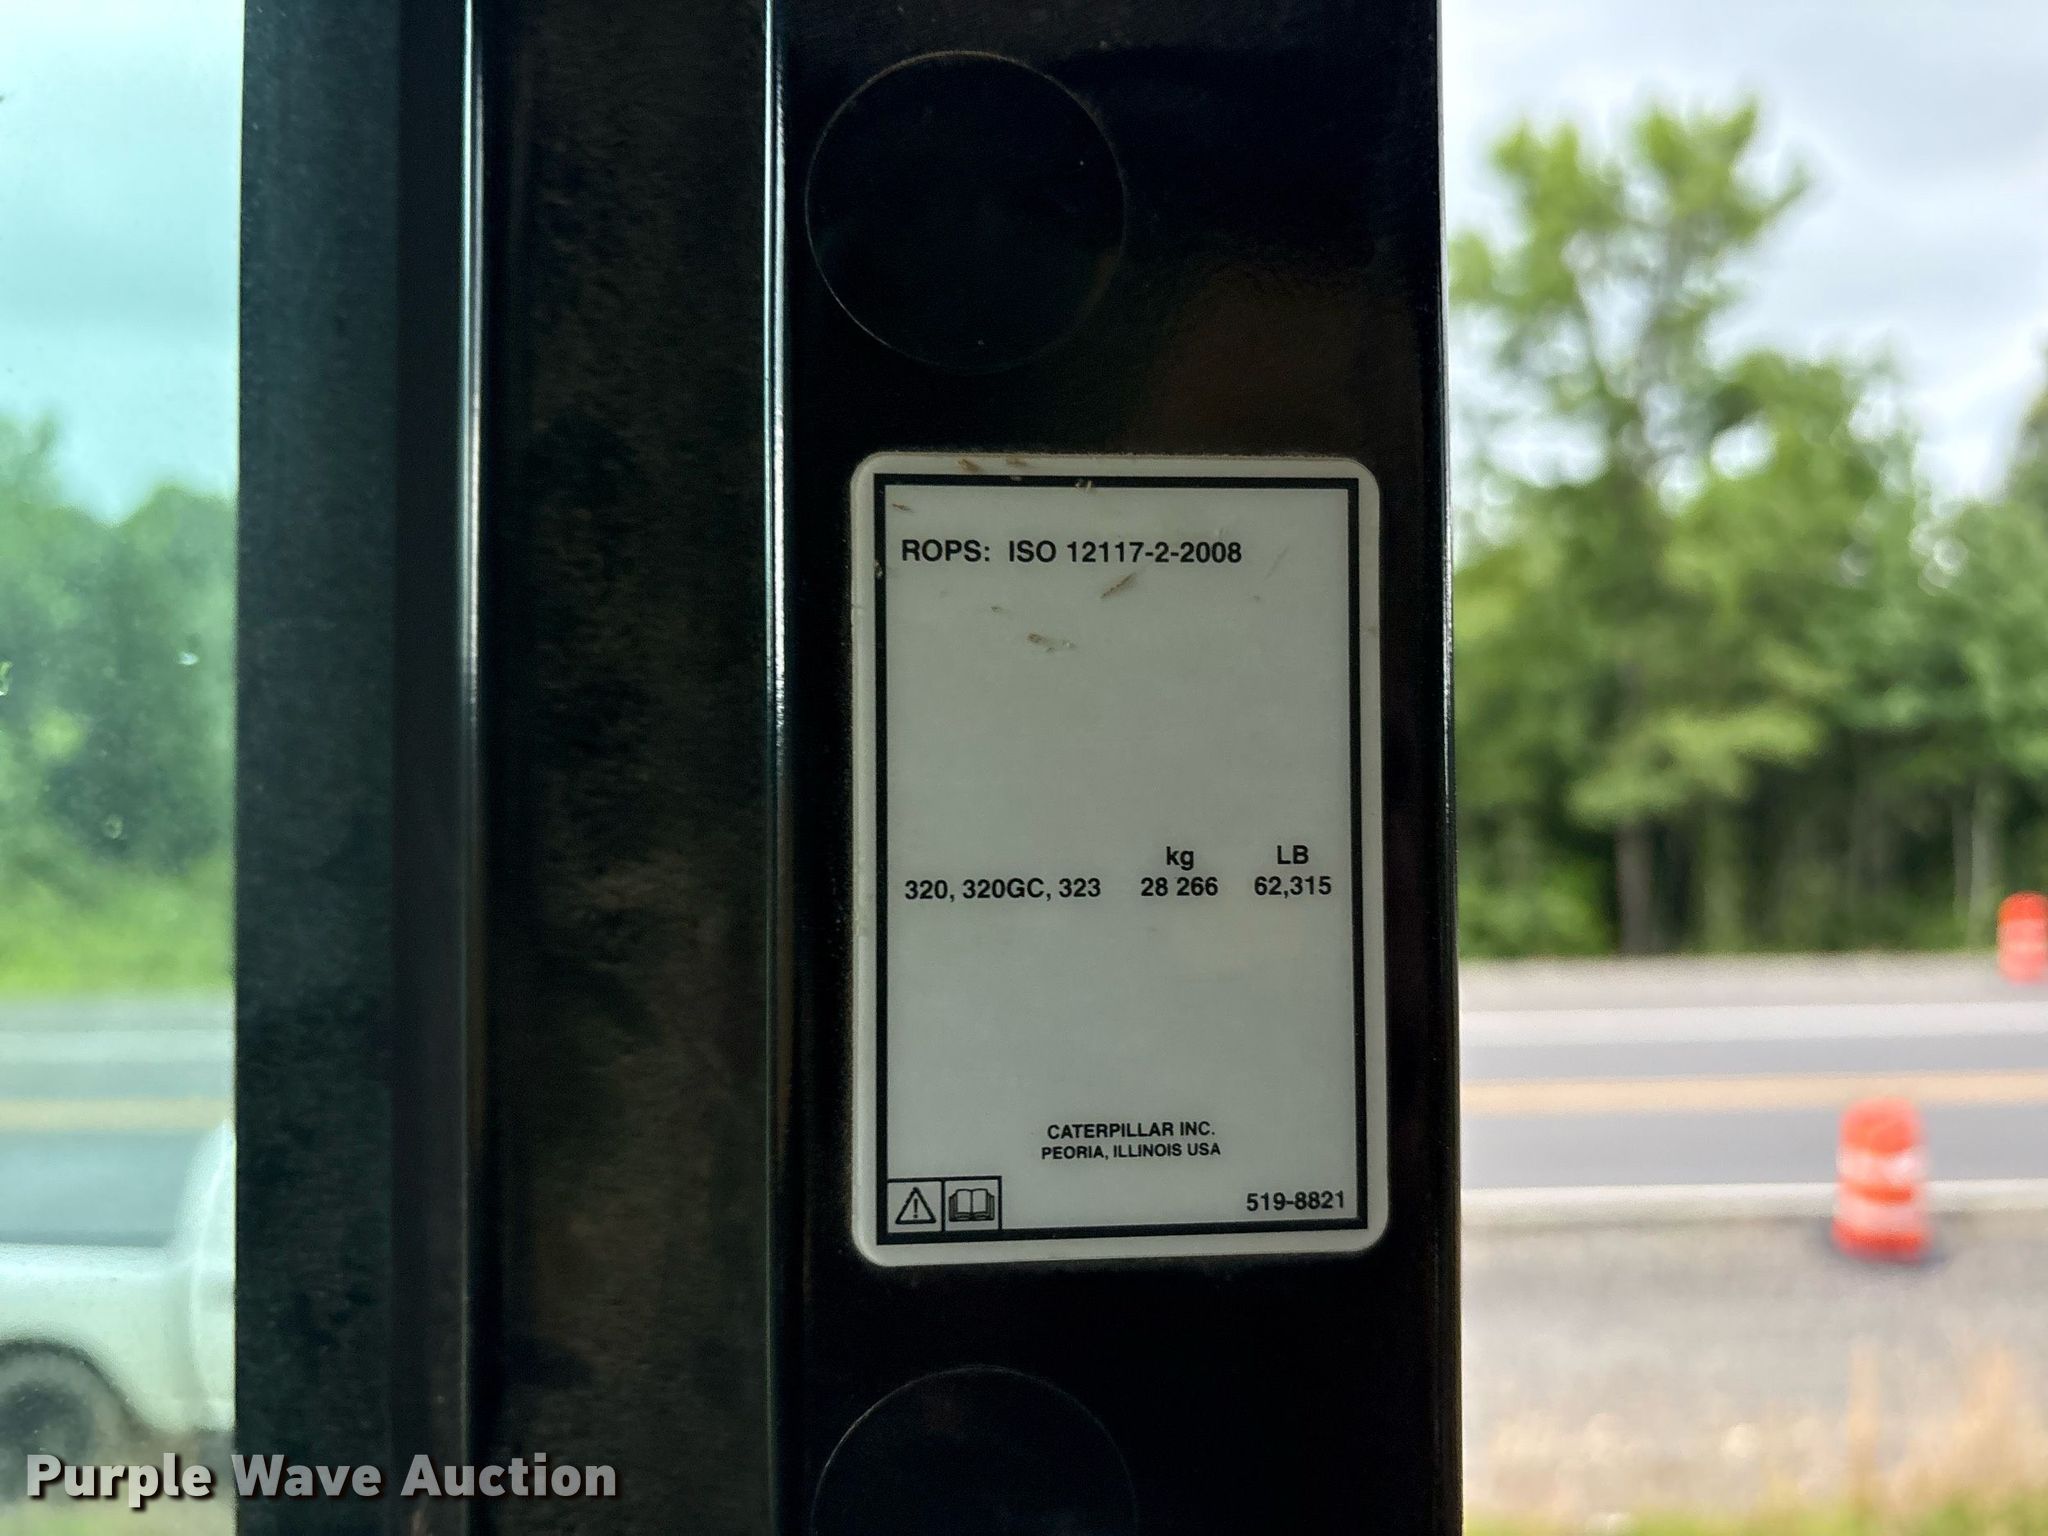 ROPS: ISO 12117-2-2008
kg LB
320, 320GC, 323 28 266 62,315
CATERPILLAR INC.
PEORIA, ILLINOIS USA
519-8821
Purple Wave Auction